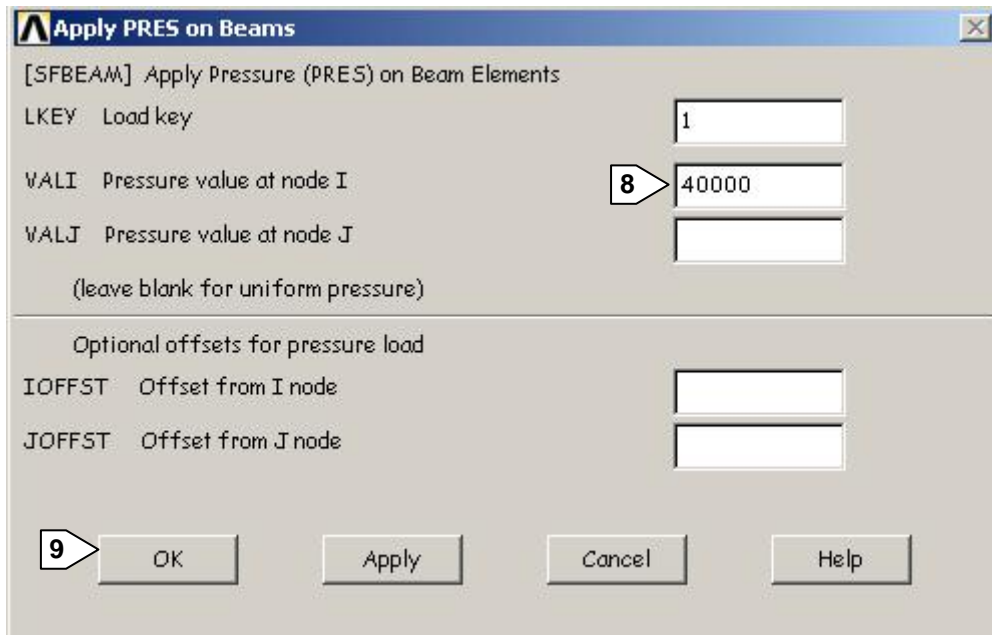 Apply PRES on Beams
[SFBEAM] Apply Pressure (PRES) on Beam Elements
LKEY Load key 1
VALI Pressure value at node I 8 40000
VALJ Pressure value at node J
(leave blank for uniform pressure)
Optional offsets for pressure load
IOFFST Offset from I node
JOFFST Offset from J node
9 OK Apply Cancel Help